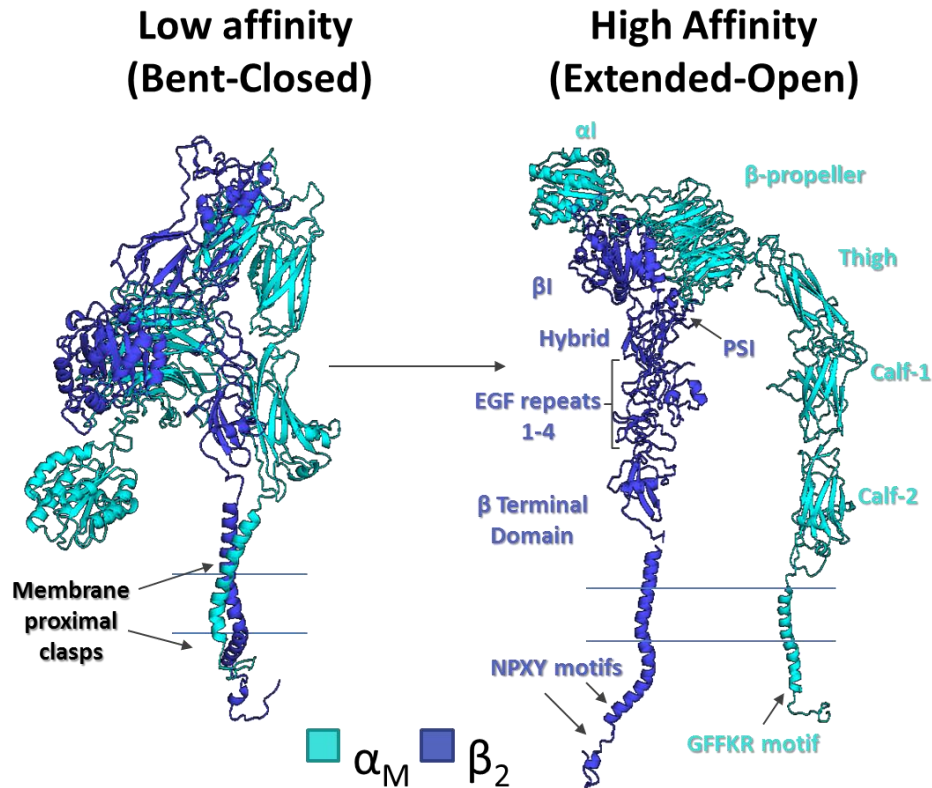 Low affinity
(Bent-Closed)
High Affinity
(Extended-Open)
αI
β-propeller
Thigh
βI
Hybrid
PSI
Calf-1
EGF repeats
1-4
Calf-2
β Terminal
Domain
Membrane
proximal
clasps
NPXY motifs
GFFKR motif
α_M
β₂